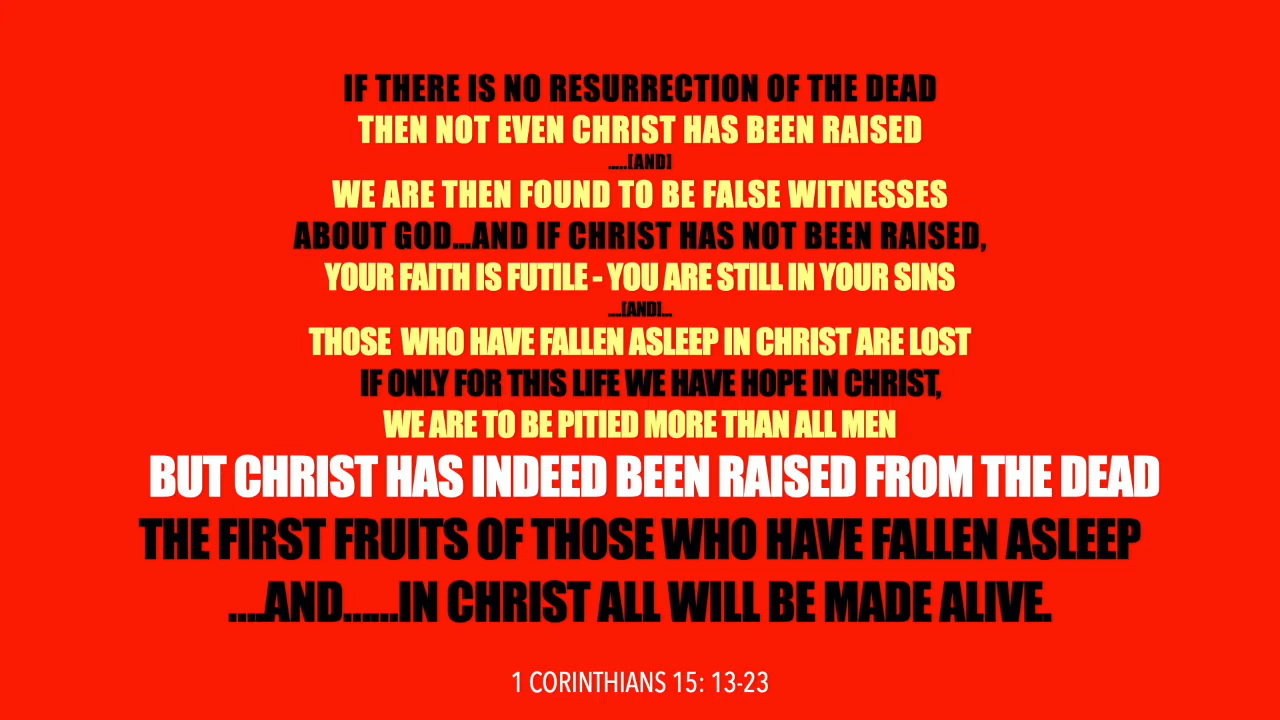 IF THERE IS NO RESURRECTION OF THE DEAD
THEN NOT EVEN CHRIST HAS BEEN RAISED
.....[AND]
WE ARE THEN FOUND TO BE FALSE WITNESSES
ABOUT GOD...AND IF CHRIST HAS NOT BEEN RAISED,
YOUR FAITH IS FUTILE - YOU ARE STILL IN YOUR SINS
....[AND]...
THOSE  WHO HAVE FALLEN ASLEEP IN CHRIST ARE LOST
IF ONLY FOR THIS LIFE WE HAVE HOPE IN CHRIST,
WE ARE TO BE PITIED MORE THAN ALL MEN
BUT CHRIST HAS INDEED BEEN RAISED FROM THE DEAD
THE FIRST FRUITS OF THOSE WHO HAVE FALLEN ASLEEP
....AND......IN CHRIST ALL WILL BE MADE ALIVE.
1 CORINTHIANS 15: 13-23